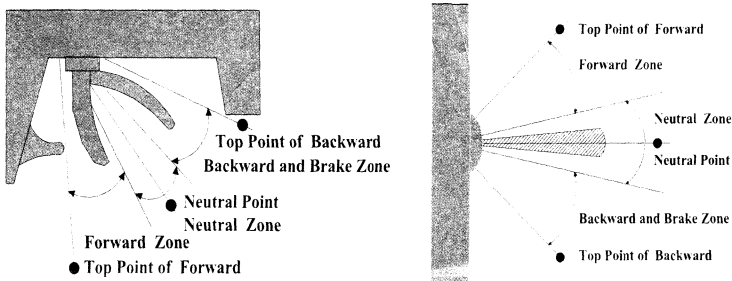 Top Point of Backward
Backward and Brake Zone
Neutral Point
Neutral Zone
Forward Zone
Top Point of Forward
Top Point of Forward
Forward Zone
Neutral Zone
Neutral Point
Backward and Brake Zone
Top Point of Backward